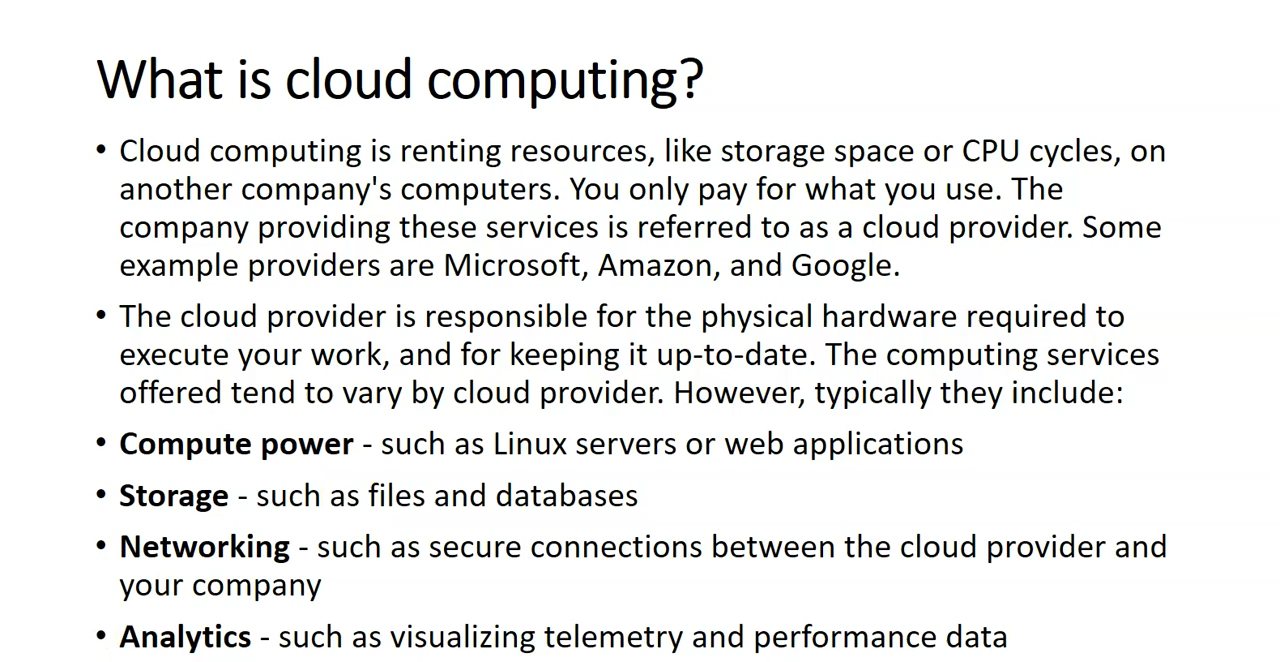 What is cloud computing?
• Cloud computing is renting resources, like storage space or CPU cycles, on
another company's computers. You only pay for what you use. The
company providing these services is referred to as a cloud provider. Some
example providers are Microsoft, Amazon, and Google.
• The cloud provider is responsible for the physical hardware required to
execute your work, and for keeping it up-to-date. The computing services
offered tend to vary by cloud provider. However, typically they include:
• Compute power - such as Linux servers or web applications
• Storage - such as files and databases
• Networking - such as secure connections between the cloud provider and
your company
• Analytics - such as visualizing telemetry and performance data